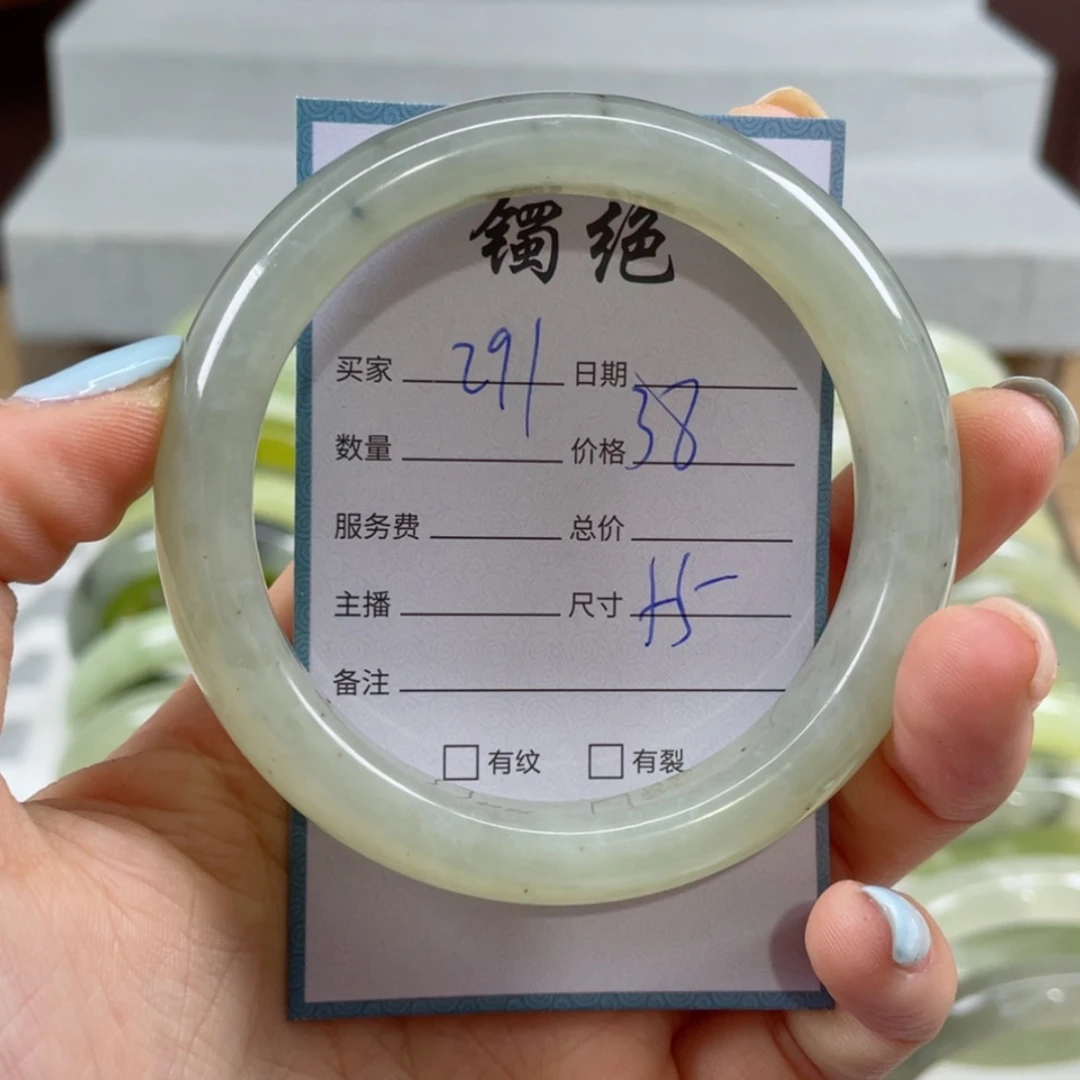 镯绝
买家 291 日期
数量 价格 38
服务费 总价
主播 尺寸 H5
备注
有纹 有裂